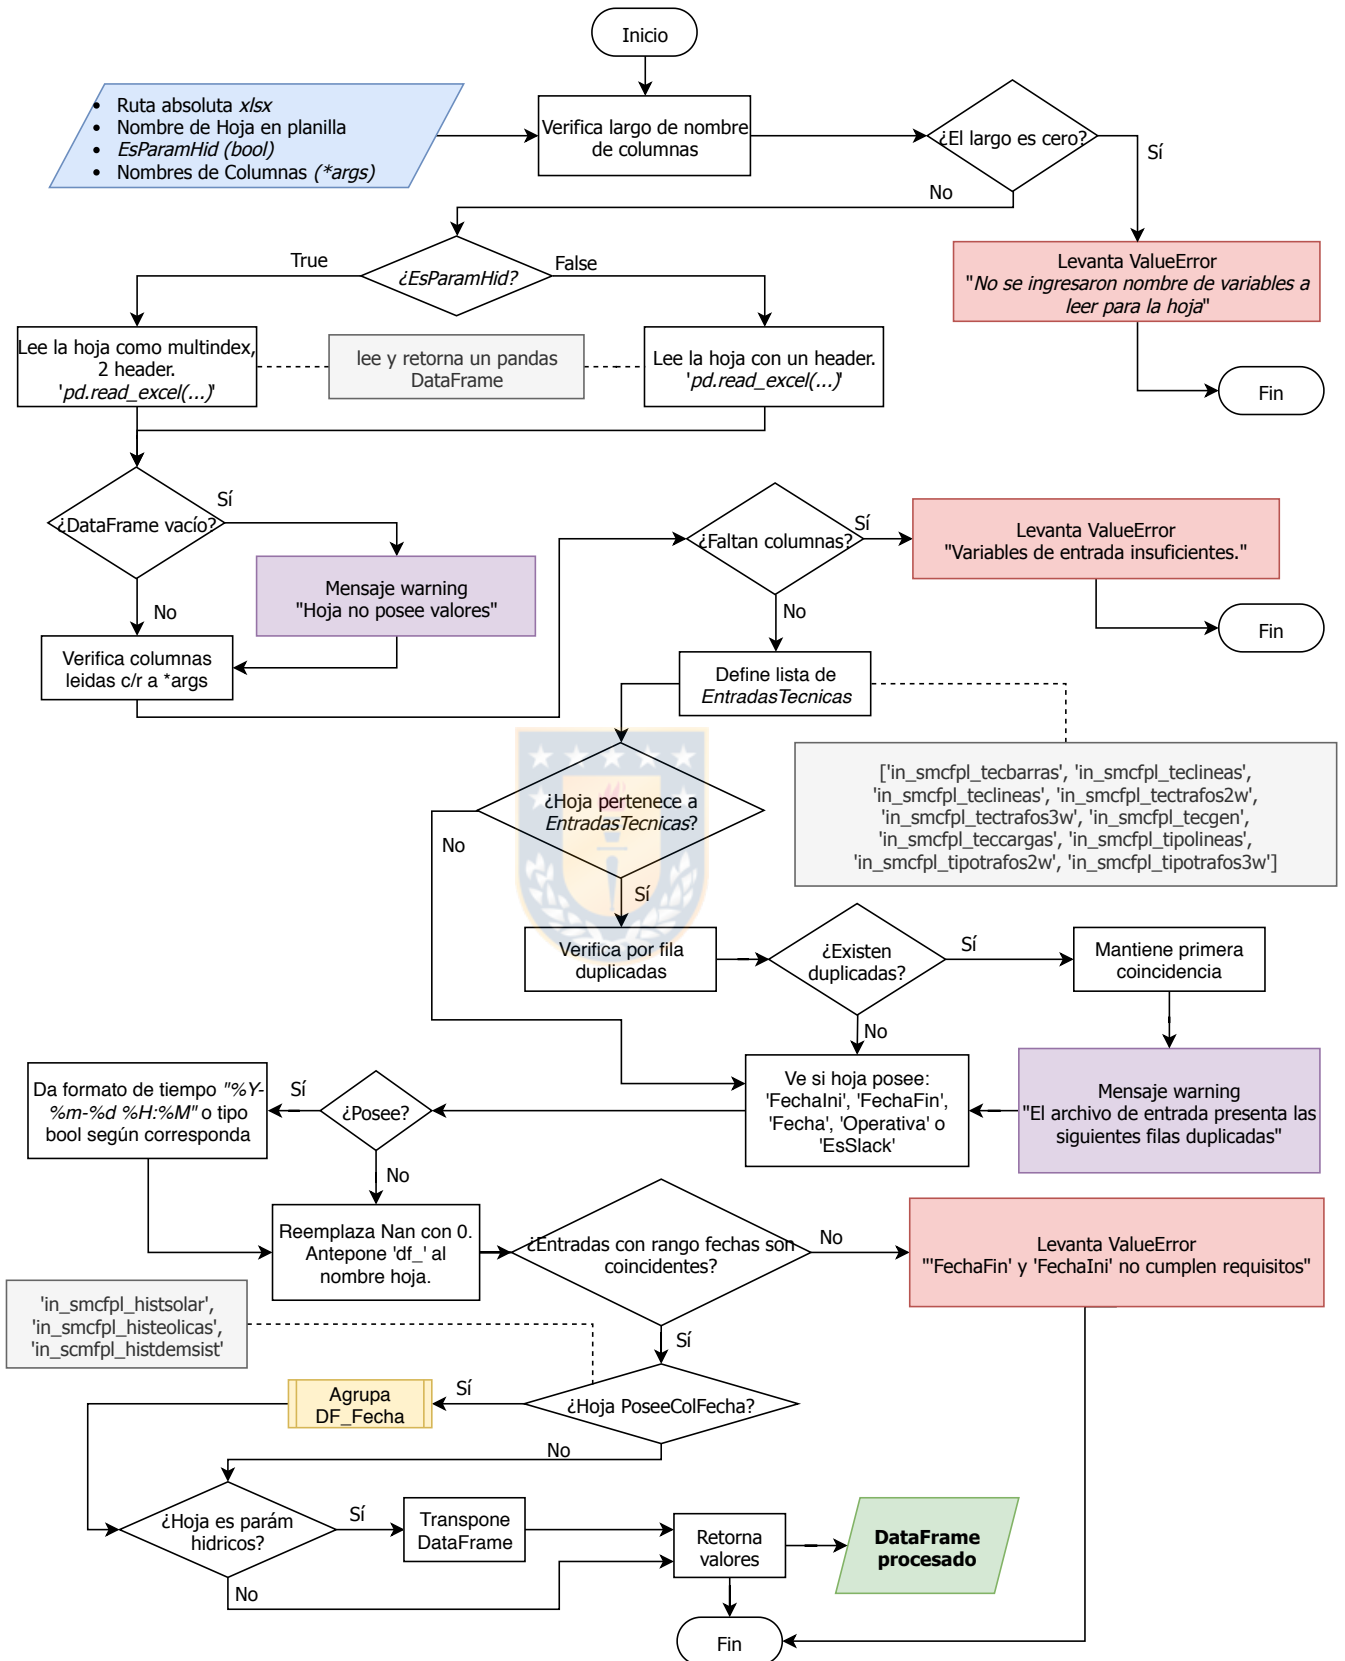 Inicio
• Ruta absoluta xlsx
• Nombre de Hoja en planilla
• EsParamHid (bool)
• Nombres de Columnas (*args)
Verifica largo de nombre
de columnas
¿El largo es cero?
Sí
No
Levanta ValueError
"No se ingresaron nombre de variables a
leer para la hoja"
Fin
¿EsParamHid?
True
False
Lee la hoja como multindex,
2 header.
'pd.read_excel(...)'
lee y retorna un pandas
DataFrame
Lee la hoja con un header.
'pd.read_excel(...)'
¿DataFrame vacío?
Sí
No
Mensaje warning
"Hoja no posee valores"
Verifica columnas
leidas c/r a *args
¿Faltan columnas?
Sí
No
Levanta ValueError
"Variables de entrada insuficientes."
Fin
Define lista de
EntradasTecnicas
['in_smcfpl_tecbarras', 'in_smcfpl_teclineas',
'in_smcfpl_teclineas', 'in_smcfpl_tectrafos2w',
'in_smcfpl_tectrafos3w', 'in_smcfpl_tecgen',
'in_smcfpl_teccargas', 'in_smcfpl_tipolineas',
'in_smcfpl_tipotrafos2w', 'in_smcfpl_tipotrafos3w']
¿Hoja pertenece a
EntradasTecnicas?
No
Sí
Verifica por fila
duplicadas
¿Existen
duplicadas?
Sí
No
Mantiene primera
coincidencia
Mensaje warning
"El archivo de entrada presenta las
siguientes filas duplicadas"
Ve si hoja posee:
'FechaIni', 'FechaFin',
'Fecha', 'Operativa' o
'EsSlack'
¿Posee?
Sí
No
Da formato de tiempo "%Y-
%m-%d %H:%M" o tipo
bool según corresponda
Reemplaza Nan con 0.
Antepone 'df_' al
nombre hoja.
¿Entradas con rango fechas son
coincidentes?
No
Sí
Levanta ValueError
"'FechaFin' y 'FechaIni' no cumplen requisitos"
'in_smcfpl_histsolar',
'in_smcfpl_histeolicas',
'in_scmfpl_histdemsist'
¿Hoja PoseeColFecha?
Sí
No
Agrupa
DF_Fecha
¿Hoja es parám
hidricos?
Sí
No
Transpone
DataFrame
Retorna
valores
DataFrame
procesado
Fin